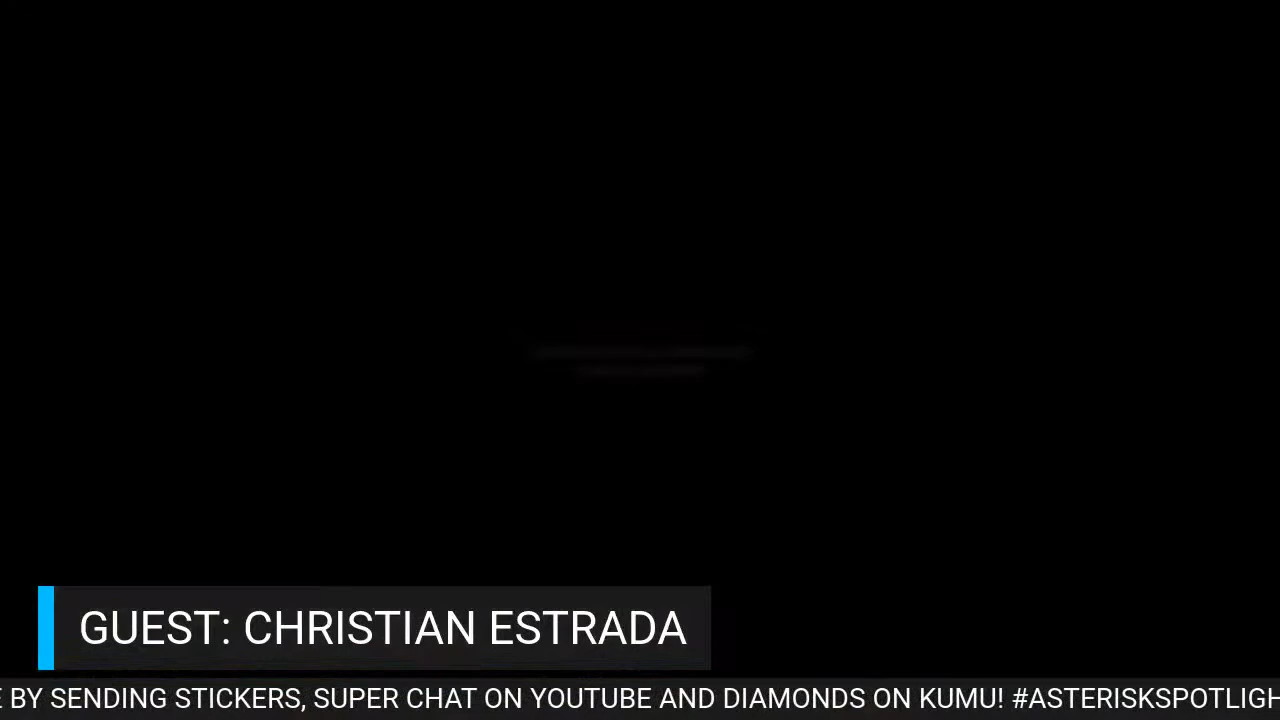 GUEST: CHRISTIAN ESTRADA
BY SENDING STICKERS, SUPER CHAT ON YOUTUBE AND DIAMONDS ON KUMU! #ASTERISKSPOTLIGH